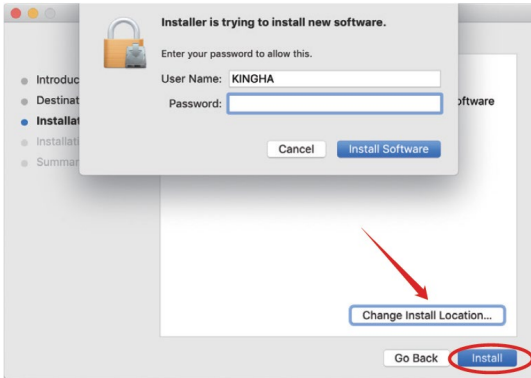 Installer is trying to install new software.
Enter your password to allow this.
User Name: KINGHA
Password:
Cancel Install Software
Introduc
Destinat
Installat
Installati
Summar
oftware
Change Install Location...
Go Back Install